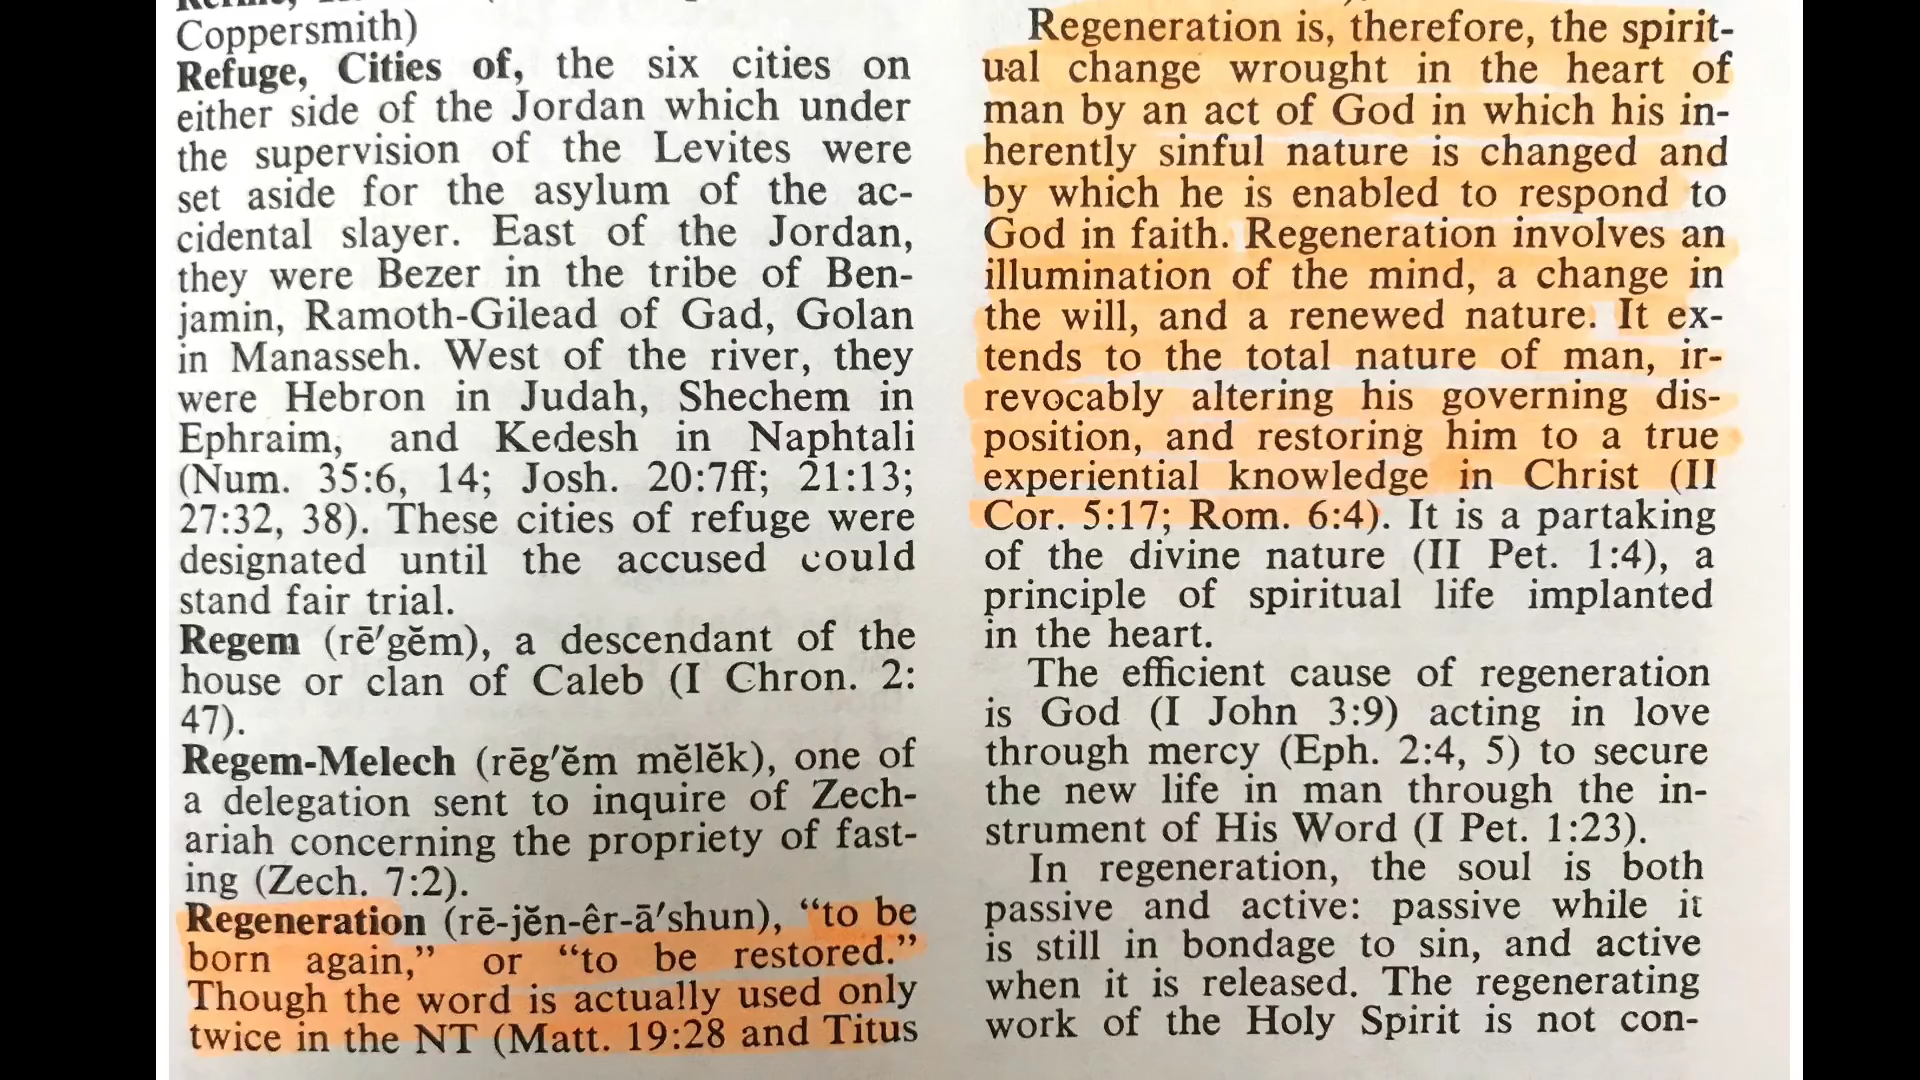 Coppersmith)
Refuge, Cities of, the six cities on
either side of the Jordan which under
the supervision of the Levites were
set aside for the asylum of the ac-
cidental slayer. East of the Jordan,
they were Bezer in the tribe of Ben-
jamin, Ramoth-Gilead of Gad, Golan
in Manasseh. West of the river, they
were Hebron in Judah, Shechem in
Ephraim, and Kedesh in Naphtali
(Num. 35:6, 14; Josh. 20:7ff; 21:13;
27:32, 38). These cities of refuge were
designated until the accused could
stand fair trial.
Regem (rē′gĕm), a descendant of the
house or clan of Caleb (I Chron. 2:
47).
Regem-Melech (rēg′ĕm mĕlĕk), one of
a delegation sent to inquire of Zech-
ariah concerning the propriety of fast-
ing (Zech. 7:2).
Regeneration (rē-jĕn-êr-ā′shun), “to be
born again,” or “to be restored.”
Though the word is actually used only
twice in the NT (Matt. 19:28 and Titus
Regeneration is, therefore, the spirit-
ual change wrought in the heart of
man by an act of God in which his in-
herently sinful nature is changed and
by which he is enabled to respond to
God in faith. Regeneration involves an
illumination of the mind, a change in
the will, and a renewed nature. It ex-
tends to the total nature of man, ir-
revocably altering his governing dis-
position, and restoring him to a true
experiential knowledge in Christ (II
Cor. 5:17; Rom. 6:4). It is a partaking
of the divine nature (II Pet. 1:4), a
principle of spiritual life implanted
in the heart.
The efficient cause of regeneration
is God (I John 3:9) acting in love
through mercy (Eph. 2:4, 5) to secure
the new life in man through the in-
strument of His Word (I Pet. 1:23).
In regeneration, the soul is both
passive and active: passive while it
is still in bondage to sin, and active
when it is released. The regenerating
work of the Holy Spirit is not con-